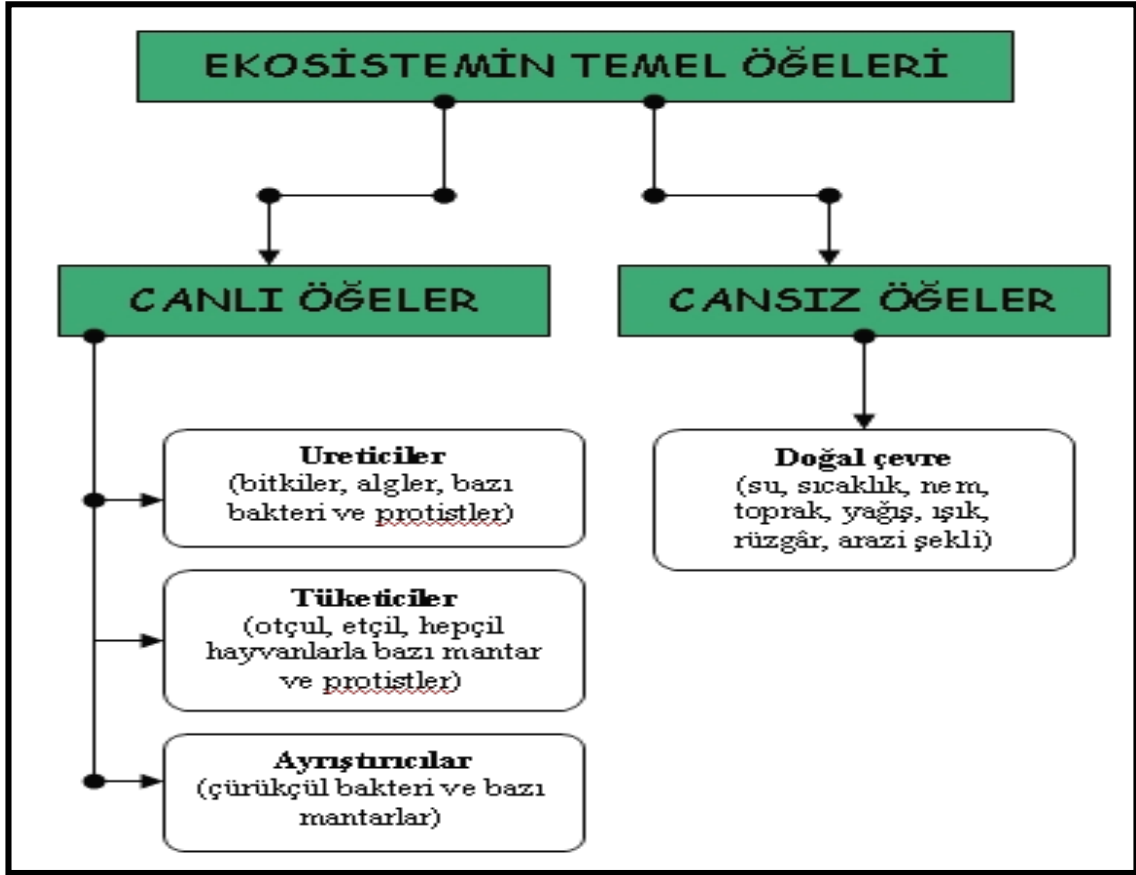 EKOSİSTEMİN TEMEL ÖĞELERİ
CANLI ÖĞELER
CANSIZ ÖĞELER
Ureticiler
(bitkiler, algler, bazı
bakteri ve protistler)
Tüketiciler
(otçul, etçil, hepçil
hayvanlarla bazı mantar
ve protistler)
Ayrıştırıcılar
(çürükçül bakteri ve bazı
mantarlar)
Doğal çevre
(su, sıcaklık, nem,
toprak, yağış, ışık,
rüzgâr, arazi şekli)